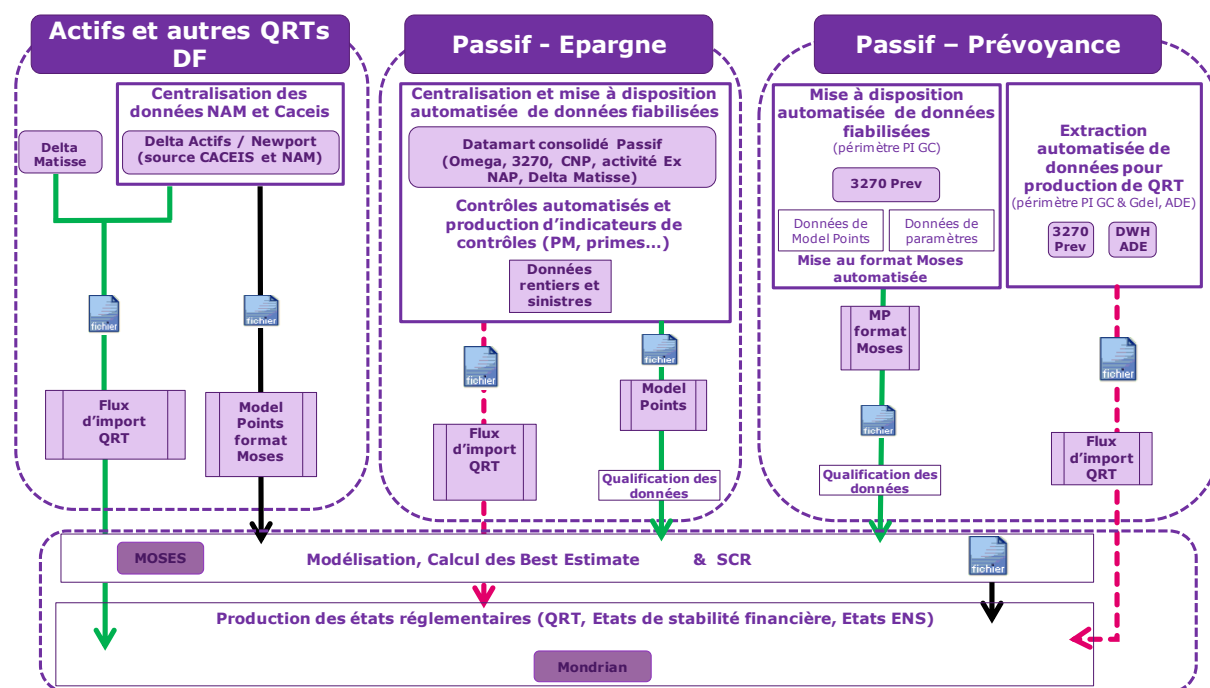 Actifs et autres QRTs
DF
Centralisation des
données NAM et Caceis
Delta
Matisse
Delta Actifs / Newport
(source CACEIS et NAM)
fichier
fichier
Flux
d'import
QRT
Model
Points
format
Moses
Passif - Epargne
Centralisation et mise à disposition
automatisée de données fiabilisées
Datamart consolidé Passif
(Omega, 3270, CNP, activité Ex
NAP, Delta Matisse)
Contrôles automatisés et
production d'indicateurs de
contrôles (PM, primes...)
Données
rentiers et
sinistres
fichier
fichier
Flux
d'import
QRT
Model
Points
Qualification des
données
Passif – Prévoyance
Mise à disposition
automatisée de données
fiabilisées
(périmètre PI GC)
3270 Prev
Données de
Model Points
Données de
paramètres
Mise au format Moses
automatisée
MP
format
Moses
fichier
Qualification des
données
Extraction
automatisée de
données pour
production de QRT
(périmètre PI GC & Gdel, ADE)
3270
Prev
DWH
ADE
fichier
Flux
d'import
QRT
MOSES
Modélisation, Calcul des Best Estimate & SCR
fichier
Production des états réglementaires (QRT, Etats de stabilité financière, Etats ENS)
Mondrian